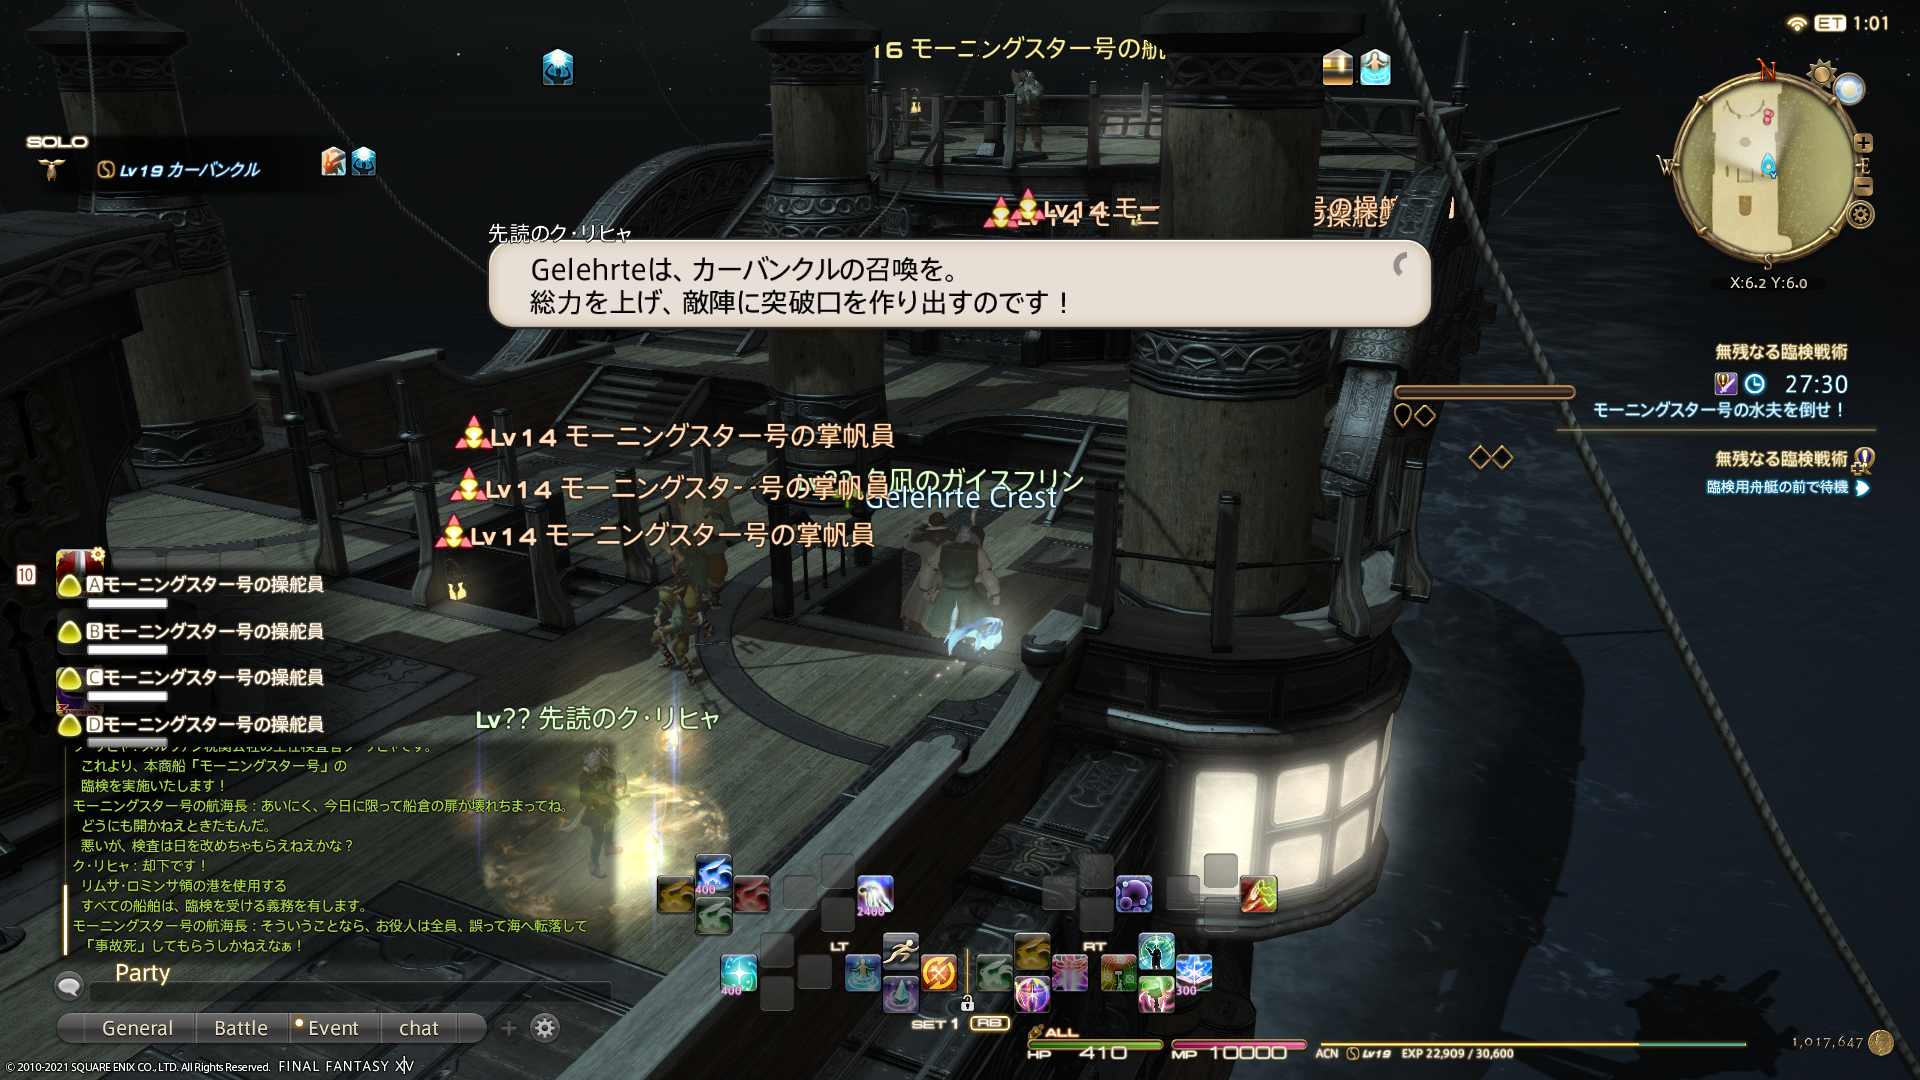 ET 1:01
16 モーニングスター号の航
SOLO
Lv19 カーバンクル
N
W
E
S
X:6.2 Y:6.0
先読のク・リヒャ
Gelehrteは、カーバンクルの召喚を。
総力を上げ、敵陣に突破口を作り出すのです！
無残なる臨検戦術
27:30
モーニングスター号の水夫を倒せ！
無残なる臨検戦術
臨検用舟艇の前で待機
Lv14 モーニングスター号の掌帆員
Lv14 モーニングスター号の掌帆員
Gelehrte Crest
Lv14 モーニングスター号の掌帆員
10
Aモーニングスター号の操舵員
Bモーニングスター号の操舵員
Cモーニングスター号の操舵員
Dモーニングスター号の操舵員
Lv?? 先読のク・リヒャ
これより、本商船「モーニングスター号」の
臨検を実施いたします！
モーニングスター号の航海長：あいにく、今日に限って船倉の扉が壊れちまってね。
どうにも開かねえときたもんだ。
悪いが、検査は日を改めちゃもらえねえかな？
ク・リヒャ：却下です！
リムサ・ロミンサ領の港を使用する
すべての船舶は、臨検を受ける義務を有します。
モーニングスター号の航海長：そういうことなら、お役人は全員、誤って海へ転落して
「事故死」してもらうしかねえなぁ！
Party
General
Battle
Event
chat
400
2400
LT
RT
400
300
SET 1
RB
ALL
HP 410
MP 10000
ACN Lv19 EXP 22,909 / 30,600
1,017,647
© 2010-2021 SQUARE ENIX CO., LTD. All Rights Reserved. FINAL FANTASY XIV